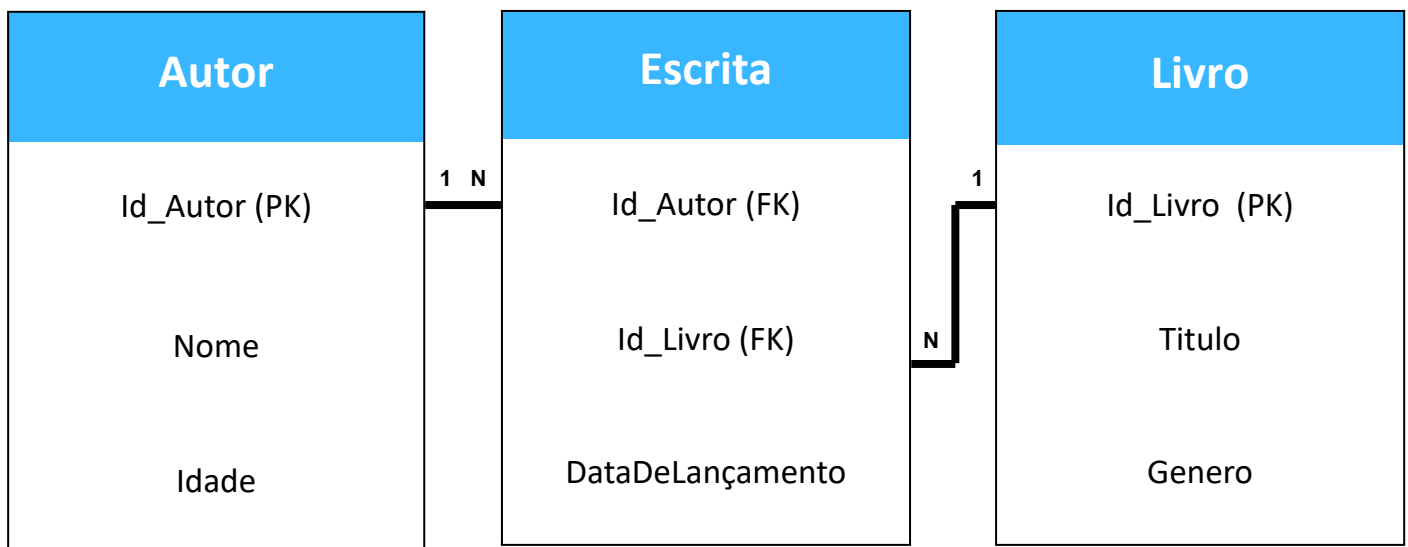 Autor
Id_Autor (PK)
Nome
Idade
1 N
Escrita
Id_Autor (FK)
Id_Livro (FK)
DataDeLançamento
N
1
Livro
Id_Livro (PK)
Titulo
Genero